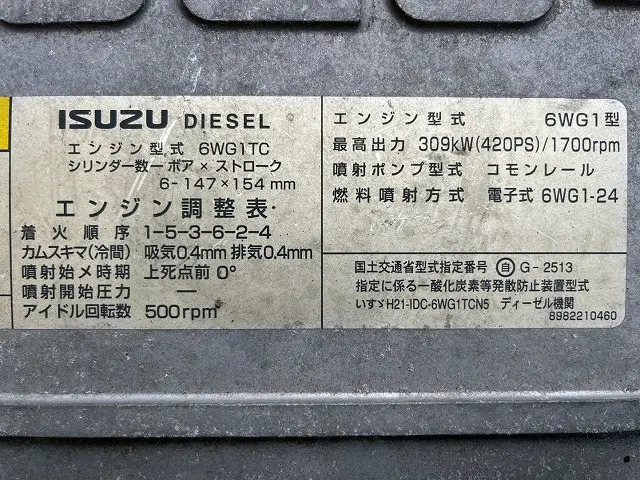 ISUZU DIESEL
エンジン型式 6WG1TC
シリンダー数ーボア×ストローク
6-147×154mm
エンジン調整表
着火順序 1-5-3-6-2-4
カムスキマ(冷間) 吸気0.4mm 排気0.4mm
噴射始メ時期 上死点前 0°
噴射開始圧力 —
アイドル回転数 500rpm
エンジン型式 6WG1型
最高出力 309kW(420PS)/1700rpm
噴射ポンプ型式 コモンレール
燃料噴射方式 電子式 6WG1-24
国土交通省型式指定番号 自 G-2513
指定に係る一酸化炭素等発散防止装置型式
いすゞH21-IDC-6WG1TCN5 ディーゼル機関
8982210460